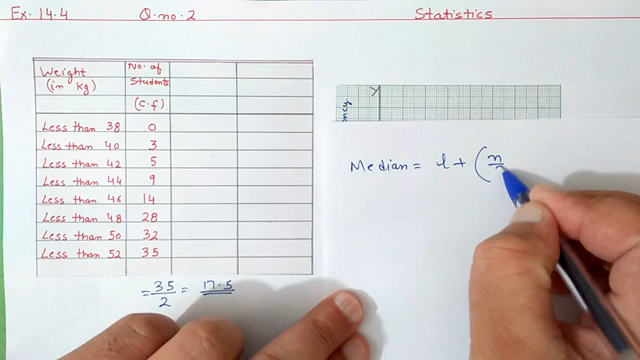 Ex. 14.4 Q.no.2 Statistics
Weight (in kg) No. of Students (C.f)
Less than 38 0
Less than 40 3
Less than 42 5
Less than 44 9
Less than 46 14
Less than 48 28
Less than 50 32
Less than 52 35
= 35/2 = 17.5
Y
Median = l + ( n/